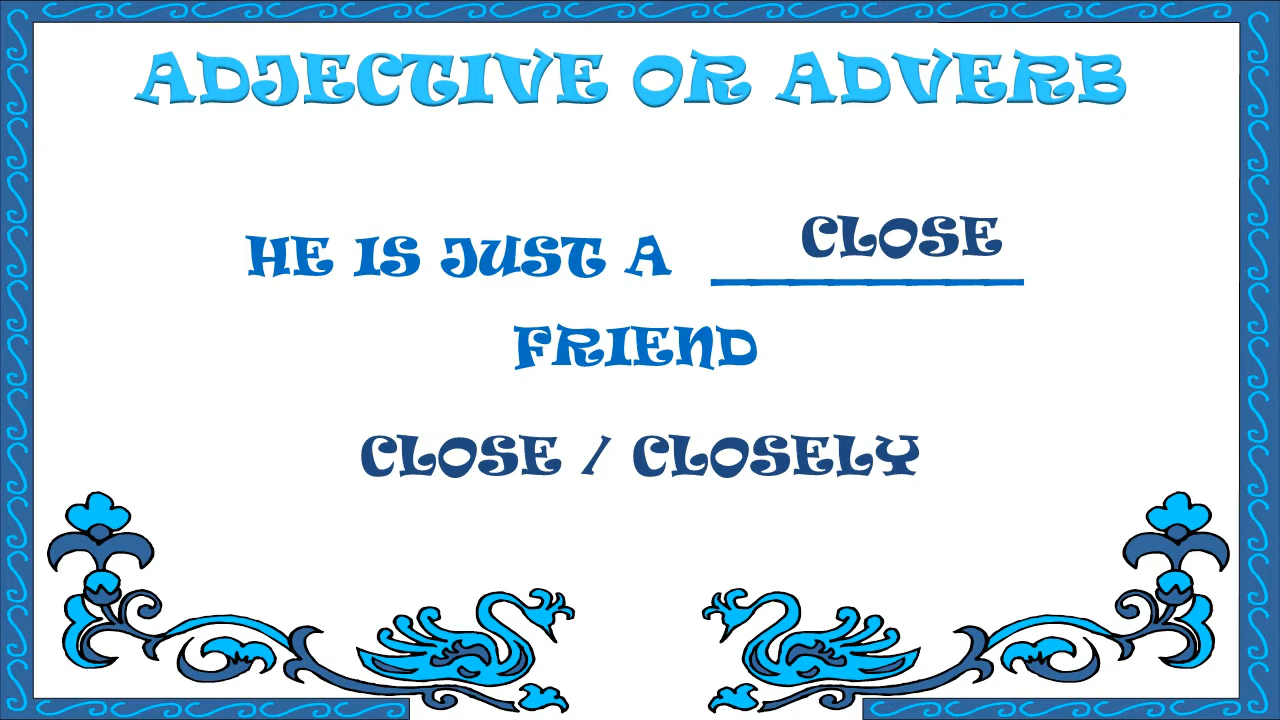 ADJECTIVE OR ADVERB
HE IS JUST A CLOSE
FRIEND
CLOSE / CLOSELY